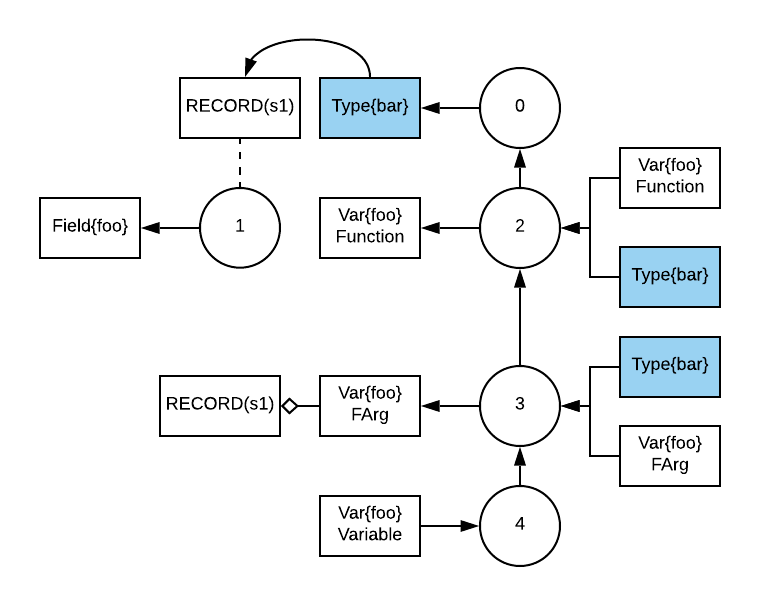 RECORD(s1)
Type{bar}
0
Var{foo}
Function
Field{foo}
1
Var{foo}
Function
2
Type{bar}
Type{bar}
RECORD(s1)
Var{foo}
FArg
3
Var{foo}
FArg
Var{foo}
Variable
4